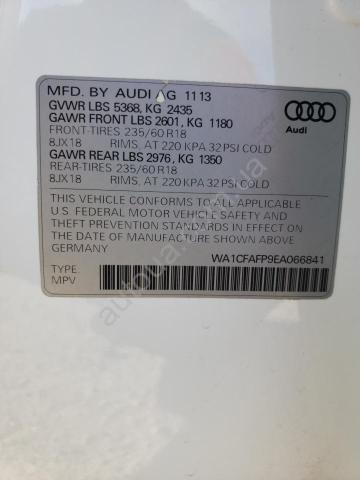 MFD. BY AUDI AG 11 13
GVWR LBS 5368, KG 2435
GAWR FRONT LBS 2601, KG 1180
FRONT-TIRES 235/60 R18
8JX18 RIMS, AT 220 KPA 32 PSI COLD
GAWR REAR LBS 2976, KG 1350
REAR-TIRES 235/60 R18
8JX18 RIMS, AT 220 KPA 32 PSI COLD
Audi
THIS VEHICLE CONFORMS TO ALL APPLICABLE
U S FEDERAL MOTOR VEHICLE SAFETY AND
THEFT PREVENTION STANDARDS IN EFFECT
ON THE DATE OF MANUFACTURE SHOWN ABOVE
GERMANY
WA1CFAFP9EA066841
TYPE:
MPV